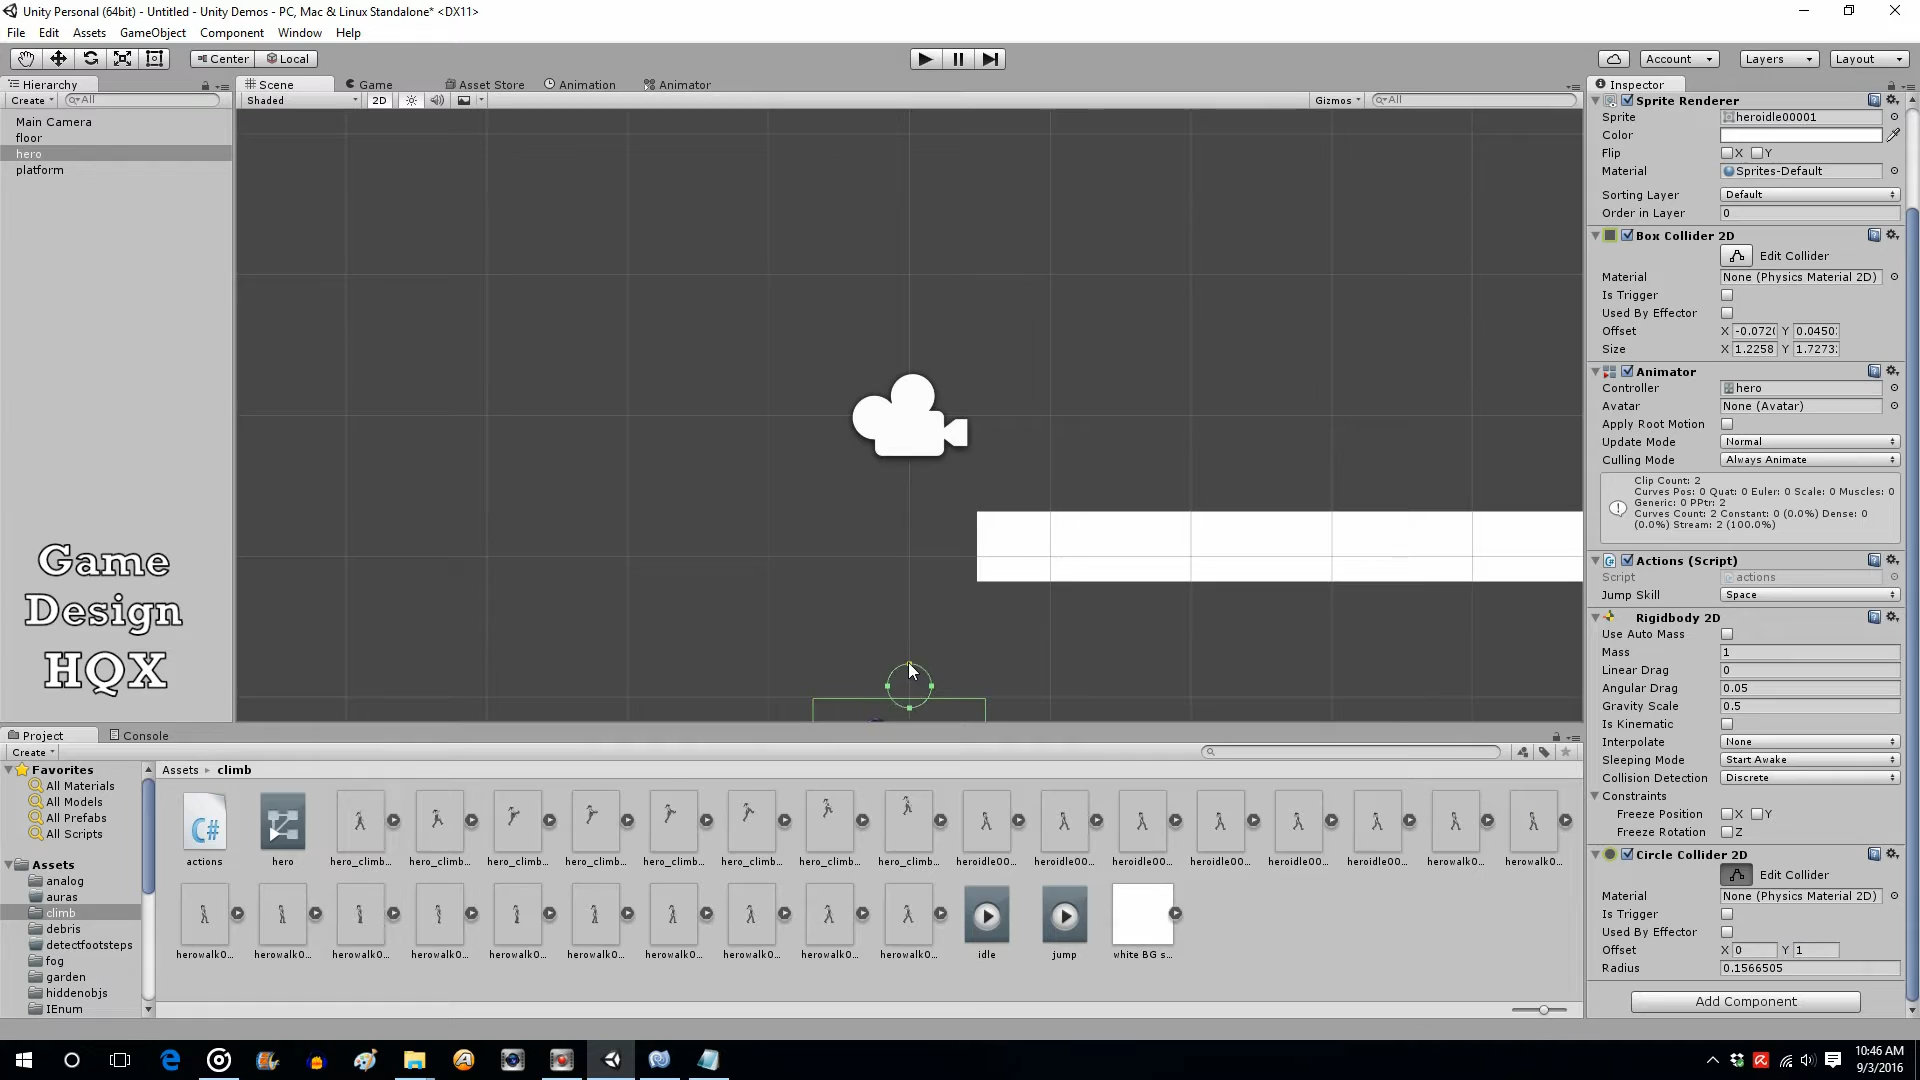 Unity Personal (64bit) - Untitled - Unity Demos - PC, Mac & Linux Standalone* <DX11>
File Edit Assets GameObject Component Window Help
Center Local Account Layers Layout
Hierarchy Scene Game Asset Store Animation Animator Inspector
Create All Shaded 2D Gizmos All
Main Camera
floor
hero
platform
Sprite Renderer
Sprite heroidle00001
Color
Flip X Y
Material Sprites-Default
Sorting Layer Default
Order in Layer 0
Box Collider 2D
Edit Collider
Material None (Physics Material 2D)
Is Trigger
Used By Effector
Offset X -0.072( Y 0.0450:
Size X 1.2258 Y 1.7273:
Animator
Controller hero
Avatar None (Avatar)
Apply Root Motion
Update Mode Normal
Culling Mode Always Animate
Clip Count: 2
Curves Pos: 0 Quat: 0 Euler: 0 Scale: 0 Muscles: 0
Generic: 0 PPtr: 2
Curves Count: 2 Constant: 0 (0.0%) Dense: 0
(0.0%) Stream: 2 (100.0%)
Actions (Script)
Script actions
Jump Skill Space
Rigidbody 2D
Use Auto Mass
Mass 1
Linear Drag 0
Angular Drag 0.05
Gravity Scale 0.5
Is Kinematic
Interpolate None
Sleeping Mode Start Awake
Collision Detection Discrete
Constraints
Freeze Position X Y
Freeze Rotation Z
Circle Collider 2D
Edit Collider
Material None (Physics Material 2D)
Is Trigger
Used By Effector
Offset X 0 Y 1
Radius 0.1566505
Add Component
Game
Design
HQX
Project Console
Create
Favorites
All Materials
All Models
All Prefabs
All Scripts
Assets
analog
auras
climb
debris
detectfootsteps
fog
garden
hiddenobjs
IEnum
Assets climb
C#
actions hero hero_climb... hero_climb... hero_climb... hero_climb... hero_climb... hero_climb... hero_climb... hero_climb... heroidle00... heroidle00... heroidle00... heroidle00... heroidle00... heroidle00... herowalk0... herowalk0...
herowalk0... herowalk0... herowalk0... herowalk0... herowalk0... herowalk0... herowalk0... herowalk0... herowalk0... herowalk0... idle jump white BG s...
10:46 AM
9/3/2016